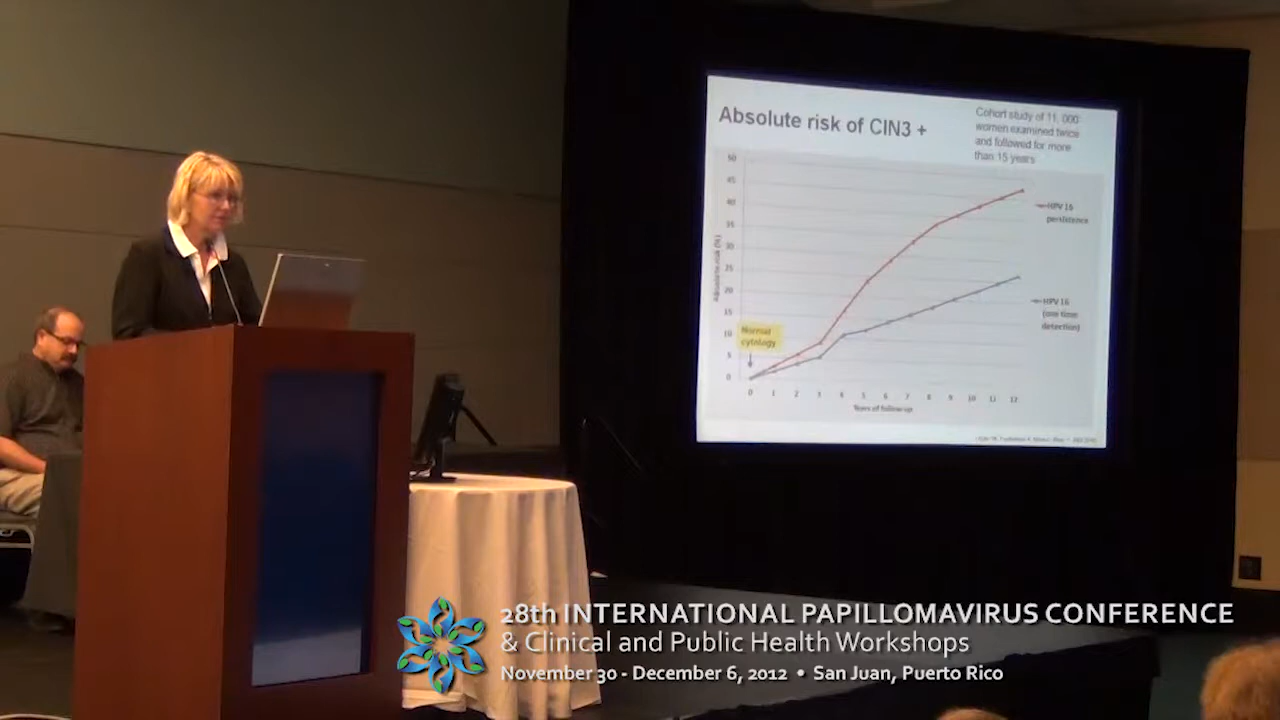 Absolute risk of CIN3 +
Cohort study of 11, 000
women examined twice
and followed for more
than 15 years
50
45
40
35
30
25
20
15
10
5
0
Absolute risk (%)
Normal
cytology
HPV 16
persistence
HPV 16
(one time
detection)
0 1 2 3 4 5 6 7 8 9 10 11 12
Years of follow-up
28th INTERNATIONAL PAPILLOMAVIRUS CONFERENCE
& Clinical and Public Health Workshops
November 30 - December 6, 2012 • San Juan, Puerto Rico